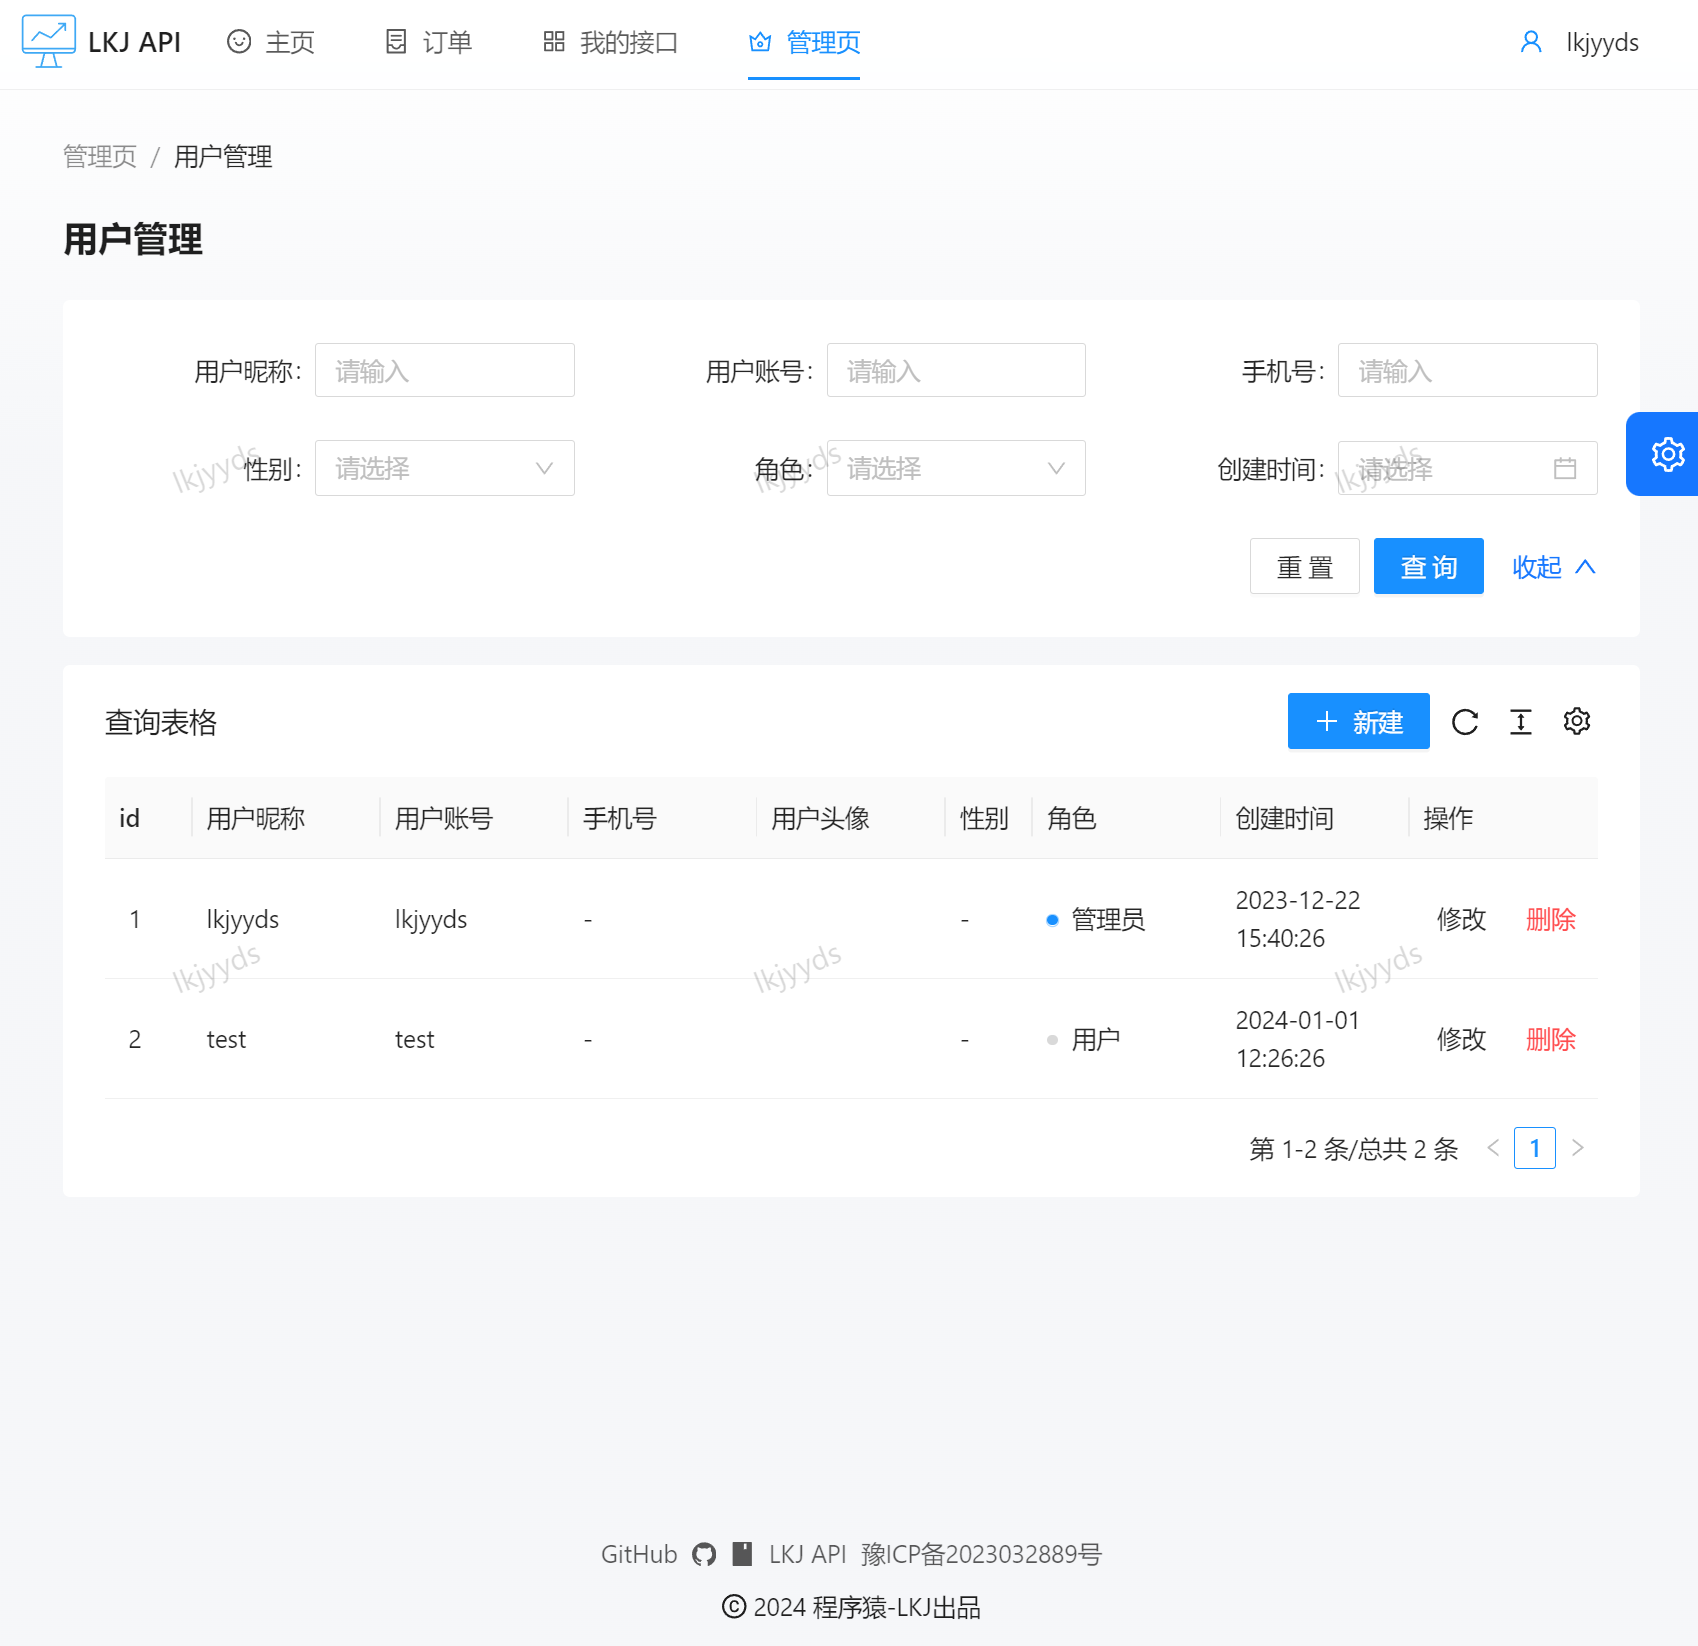 LKJ API 主页 订单 我的接口 管理页 lkjyyds
管理页 / 用户管理
用户管理
用户昵称: 请输入 用户账号: 请输入 手机号: 请输入
性别: 请选择 角色: 请选择 创建时间: 请选择
lkjyyds lkjyyds lkjyyds
重置 查询 收起
查询表格 新建
id 用户昵称 用户账号 手机号 用户头像 性别 角色 创建时间 操作
1 lkjyyds lkjyyds - - 管理员 2023-12-22 15:40:26 修改 删除
lkjyyds lkjyyds lkjyyds
2 test test - - 用户 2024-01-01 12:26:26 修改 删除
第 1-2 条/总共 2 条 < 1 >
GitHub LKJ API 豫ICP备2023032889号
© 2024 程序猿-LKJ出品